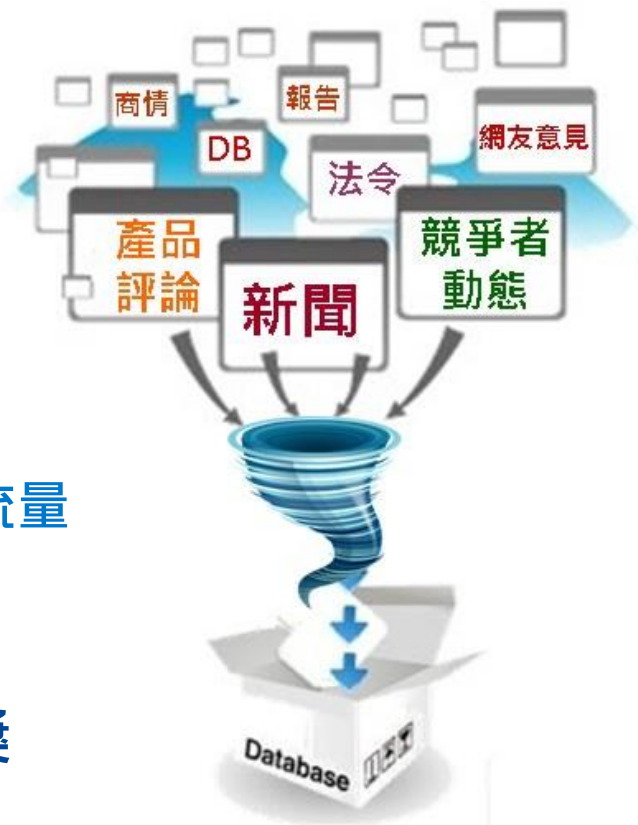 商情
報告
DB
網友意見
法令
產品
評論
新聞
競爭者
動態
流量
Database